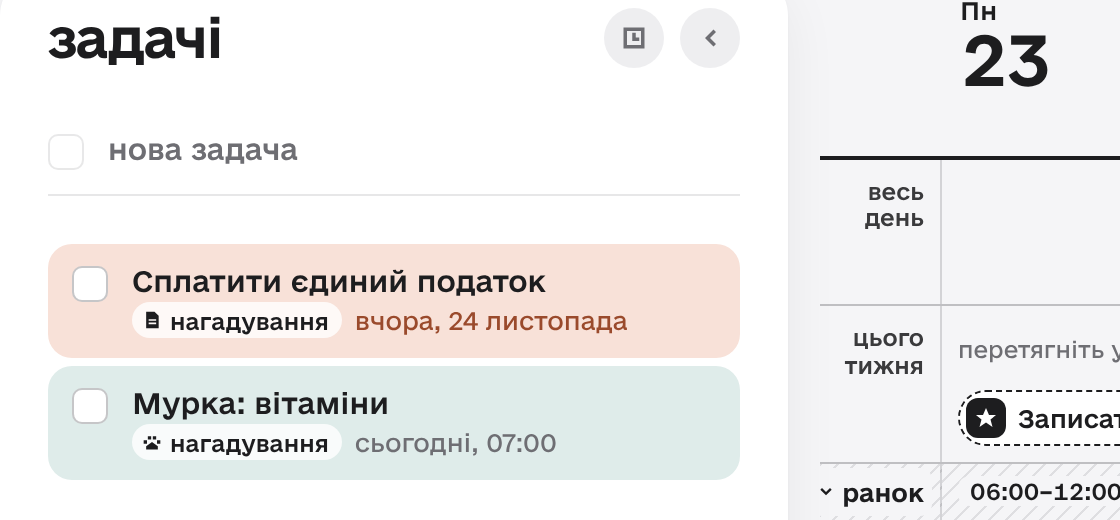 задачі
нова задача
Сплатити єдиний податок
нагадування вчора, 24 листопада
Мурка: вітаміни
нагадування сьогодні, 07:00
Пн
23
весь
день
цього
тижня
перетягніть
Записат
ранок 06:00–12:00